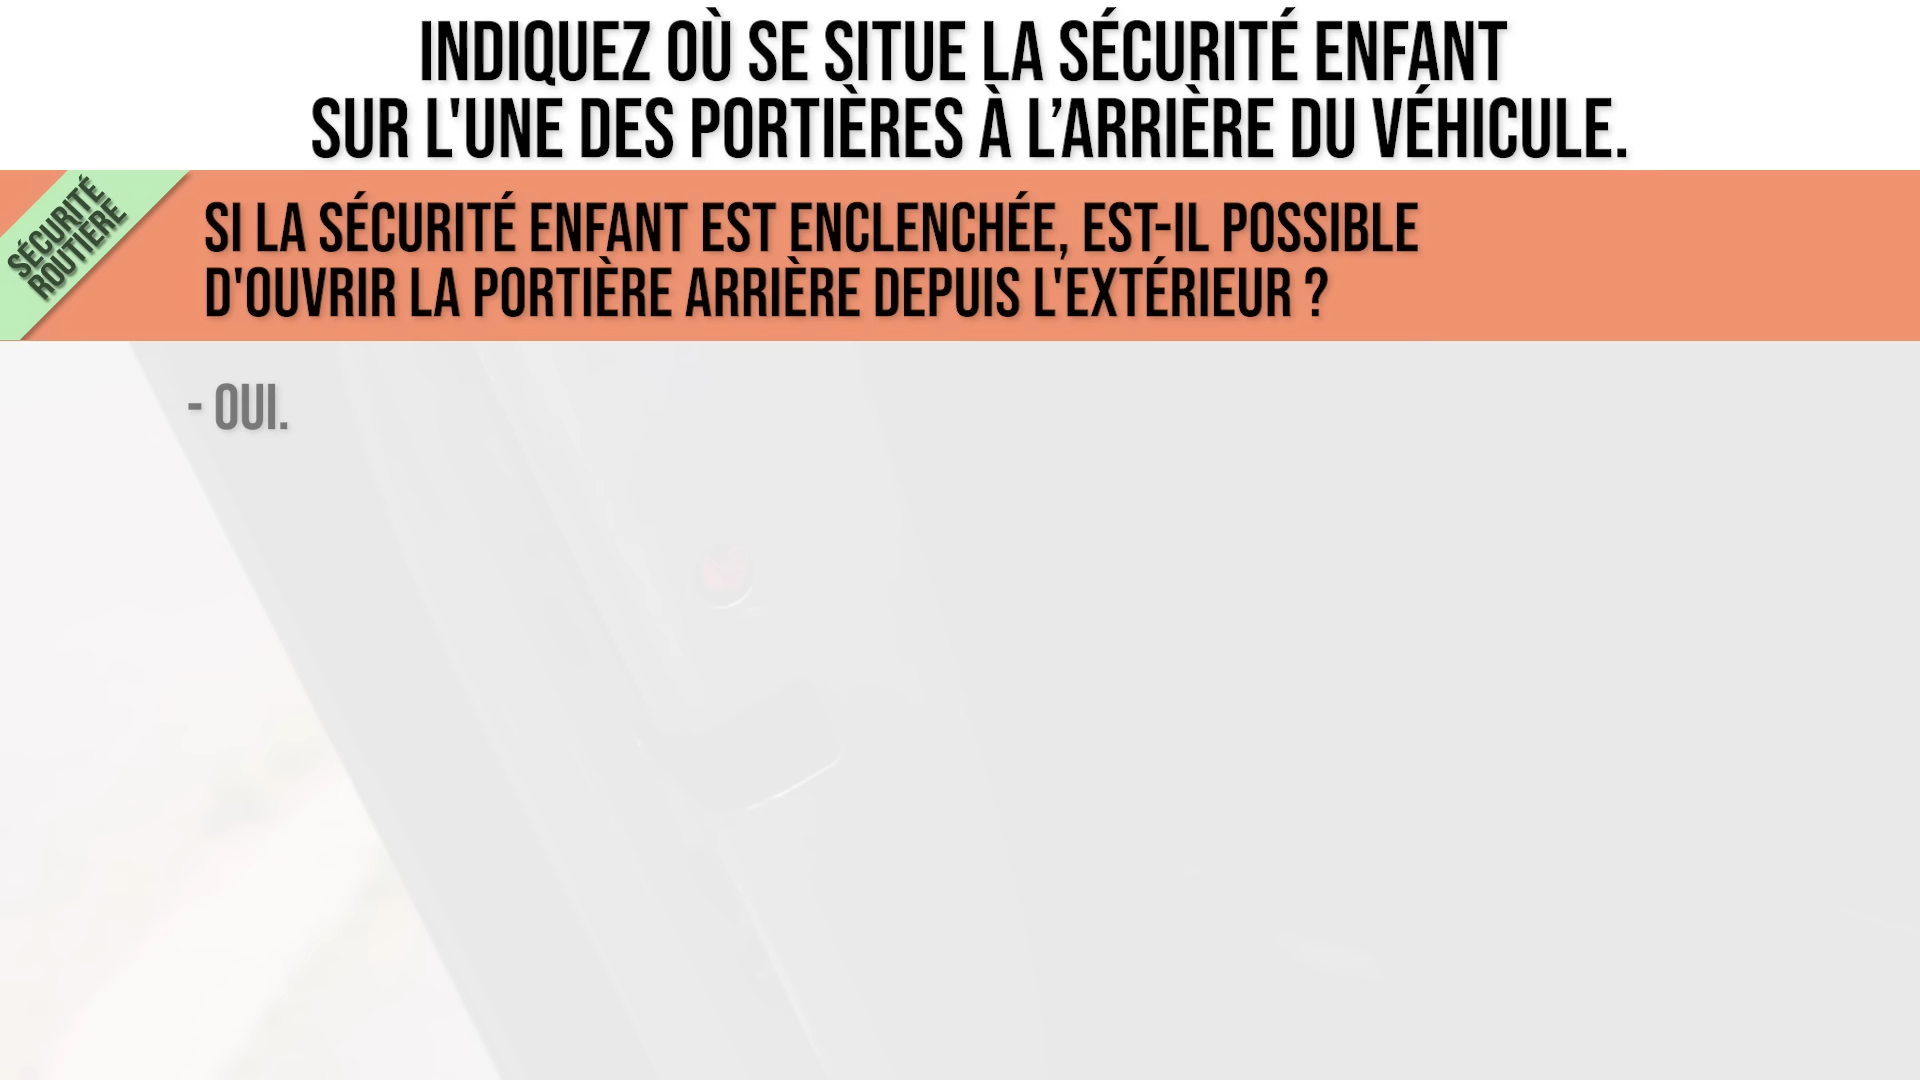 INDIQUEZ OÙ SE SITUE LA SÉCURITÉ ENFANT
SUR L'UNE DES PORTIÈRES À L’ARRIÈRE DU VÉHICULE.
SÉCURITÉ
ROUTIÈRE
SI LA SÉCURITÉ ENFANT EST ENCLENCHÉE, EST-IL POSSIBLE
D'OUVRIR LA PORTIÈRE ARRIÈRE DEPUIS L'EXTÉRIEUR ?
- OUI.